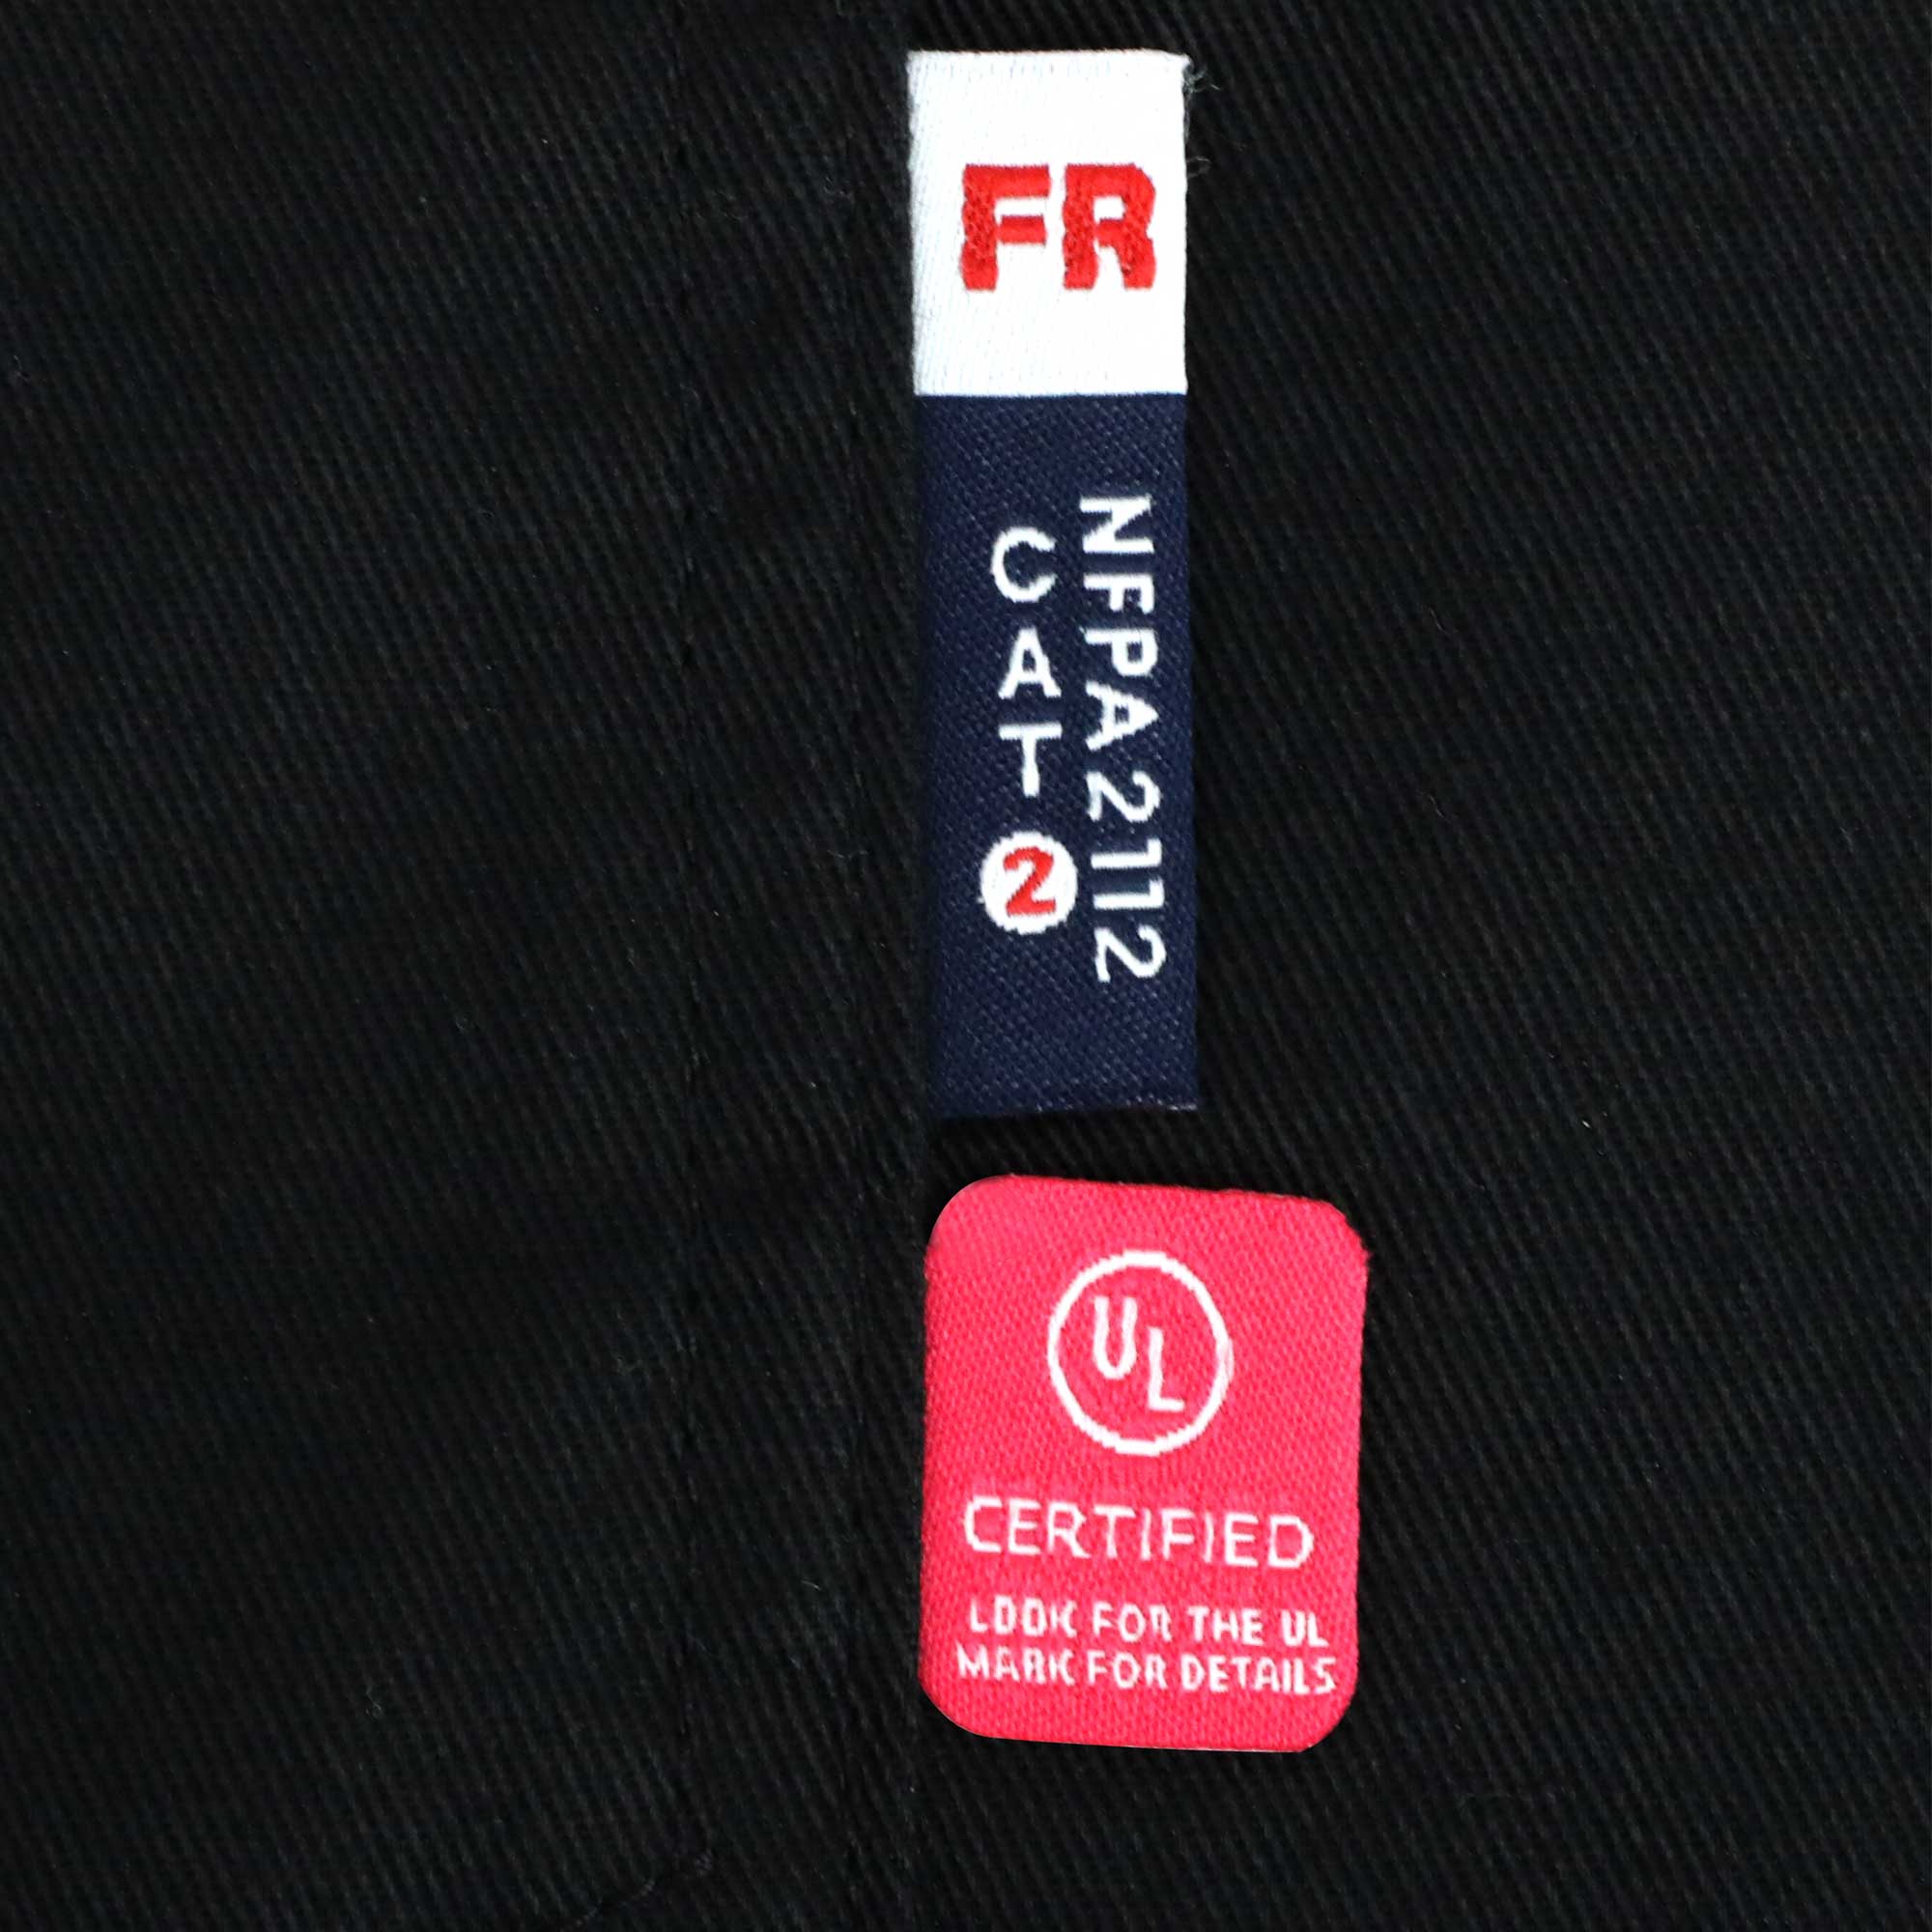 FR
NFPA2112
CAT 2
UL
CERTIFIED
LOOK FOR THE UL
MARK FOR DETAILS